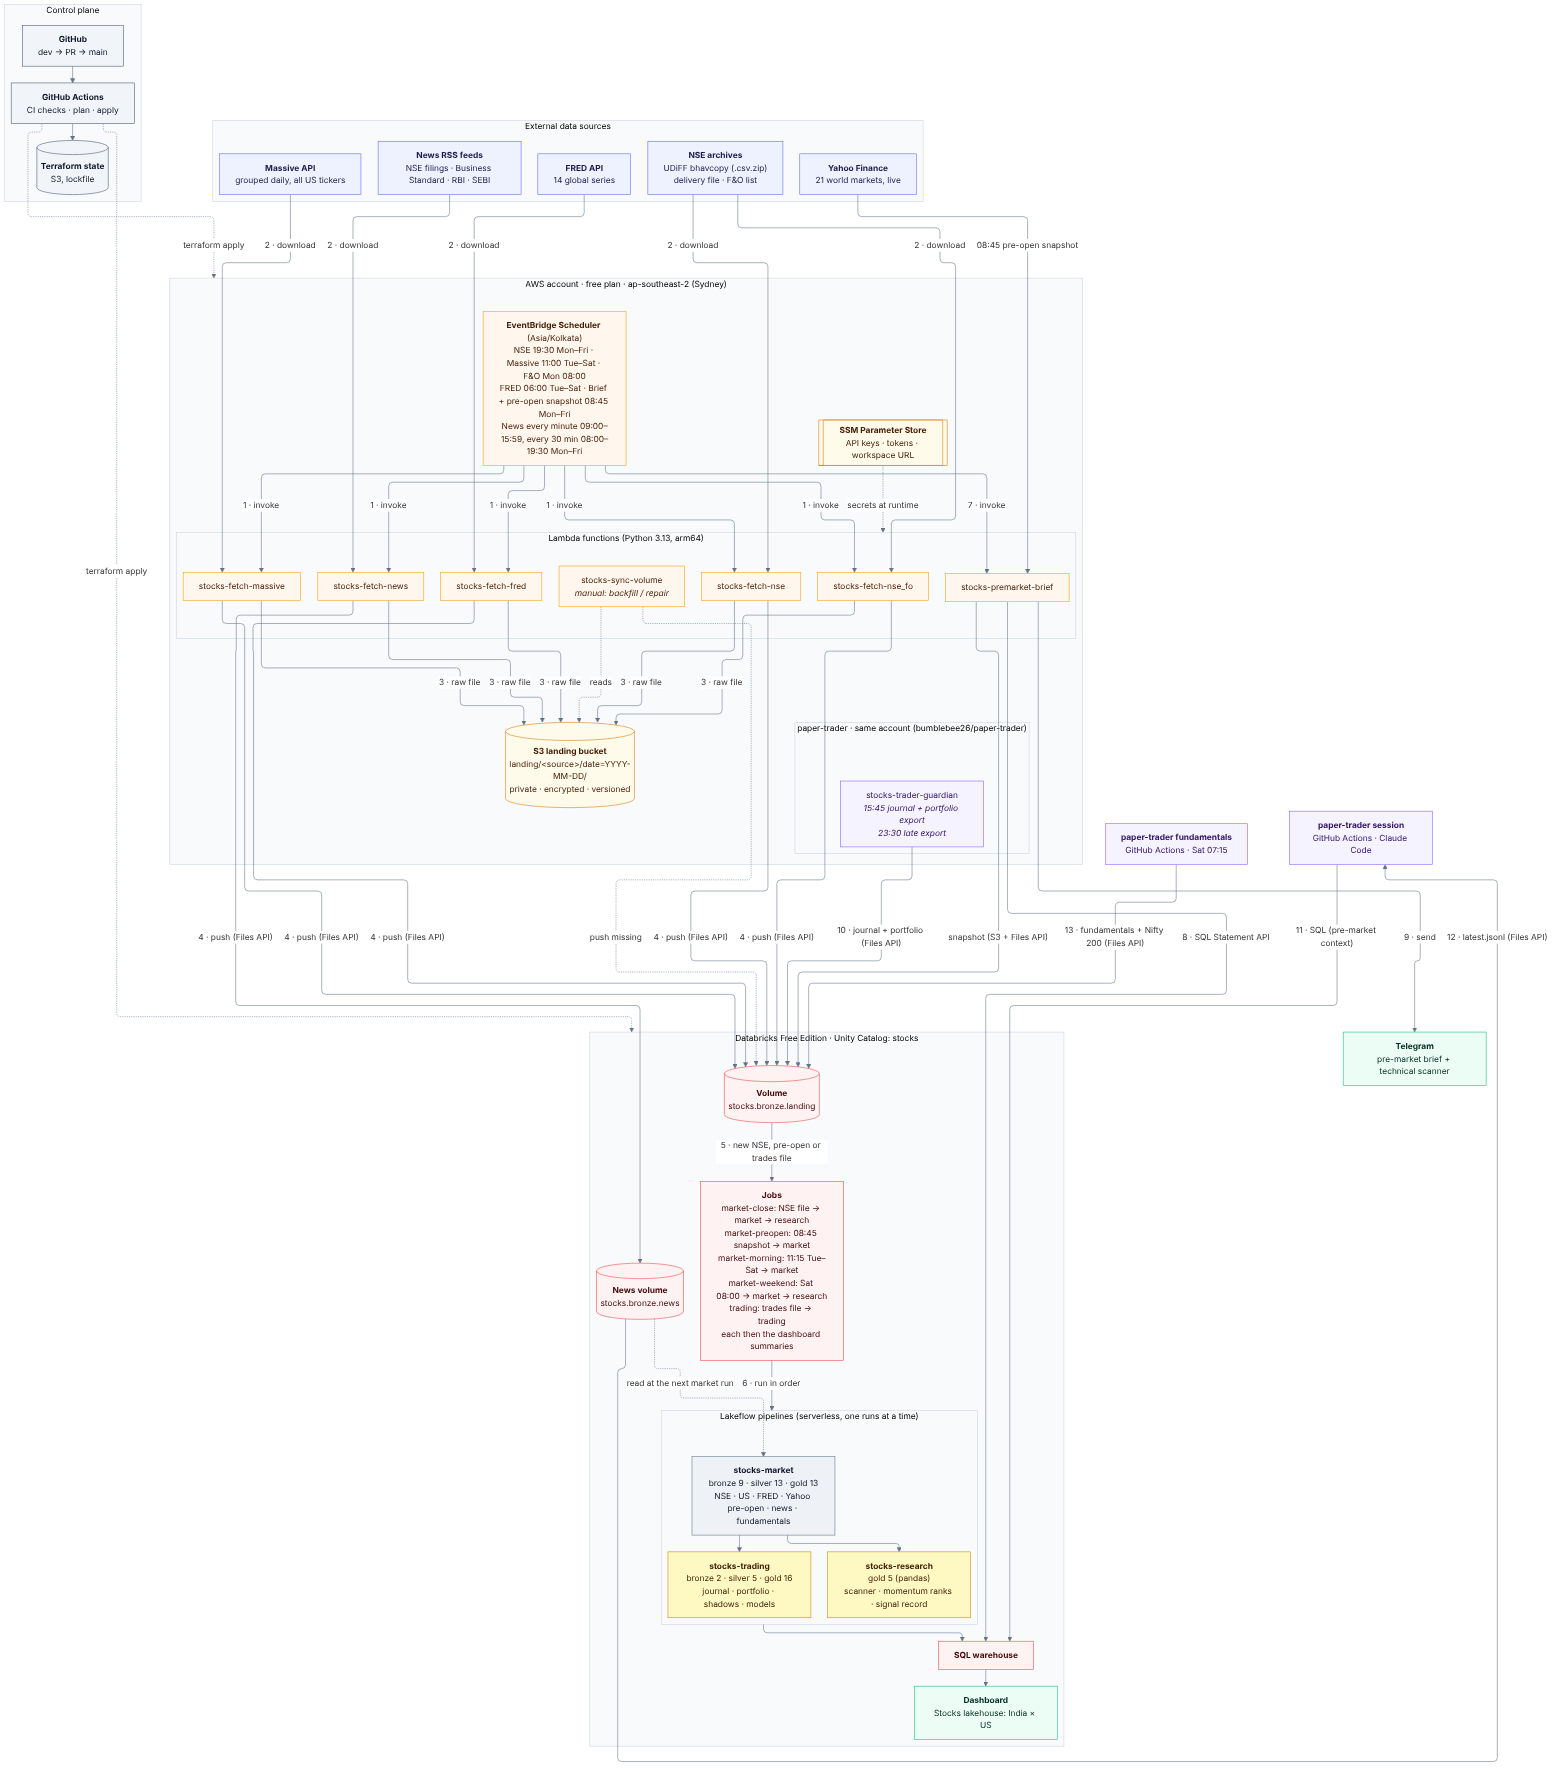 Control plane
GitHub
dev → PR → main
GitHub Actions
CI checks · plan · apply
Terraform state
S3, lockfile
External data sources
Massive API
grouped daily, all US tickers
News RSS feeds
NSE filings · Business
Standard · RBI · SEBI
FRED API
14 global series
NSE archives
UDiFF bhavcopy (.csv.zip)
delivery file · F&O list
Yahoo Finance
21 world markets, live
terraform apply
2 · download
2 · download
2 · download
2 · download
2 · download
08:45 pre-open snapshot
AWS account · free plan · ap-southeast-2 (Sydney)
EventBridge Scheduler
(Asia/Kolkata)
NSE 19:30 Mon–Fri ·
Massive 11:00 Tue–Sat ·
F&O Mon 08:00
FRED 06:00 Tue–Sat · Brief
+ pre-open snapshot 08:45
Mon–Fri
News every minute 09:00–
15:59, every 30 min 08:00–
19:30 Mon–Fri
SSM Parameter Store
API keys · tokens ·
workspace URL
1 · invoke
1 · invoke
1 · invoke
1 · invoke
1 · invoke
secrets at runtime
7 · invoke
terraform apply
Lambda functions (Python 3.13, arm64)
stocks-fetch-massive
stocks-fetch-news
stocks-fetch-fred
stocks-sync-volume
manual: backfill / repair
stocks-fetch-nse
stocks-fetch-nse_fo
stocks-premarket-brief
3 · raw file
3 · raw file
3 · raw file
reads
3 · raw file
3 · raw file
S3 landing bucket
landing/<source>/date=YYYY-
MM-DD/
private · encrypted · versioned
paper-trader · same account (bumblebee26/paper-trader)
stocks-trader-guardian
15:45 journal + portfolio
export
23:30 late export
paper-trader fundamentals
GitHub Actions · Sat 07:15
paper-trader session
GitHub Actions · Claude
Code
4 · push (Files API)
4 · push (Files API)
4 · push (Files API)
push missing
4 · push (Files API)
4 · push (Files API)
10 · journal + portfolio
(Files API)
snapshot (S3 + Files API)
13 · fundamentals + Nifty
200 (Files API)
8 · SQL Statement API
11 · SQL (pre-market
context)
9 · send
12 · latest.jsonl (Files API)
Databricks Free Edition · Unity Catalog: stocks
Telegram
pre-market brief +
technical scanner
Volume
stocks.bronze.landing
5 · new NSE, pre-open or
trades file
Jobs
market-close: NSE file →
market → research
market-preopen: 08:45
snapshot → market
market-morning: 11:15 Tue–
Sat → market
market-weekend: Sat
08:00 → market → research
trading: trades file →
trading
each then the dashboard
summaries
News volume
stocks.bronze.news
read at the next market run
6 · run in order
Lakeflow pipelines (serverless, one runs at a time)
stocks-market
bronze 9 · silver 13 · gold 13
NSE · US · FRED · Yahoo
pre-open · news ·
fundamentals
stocks-trading
bronze 2 · silver 5 · gold 16
journal · portfolio ·
shadows · models
stocks-research
gold 5 (pandas)
scanner · momentum ranks
· signal record
SQL warehouse
Dashboard
Stocks lakehouse: India ×
US